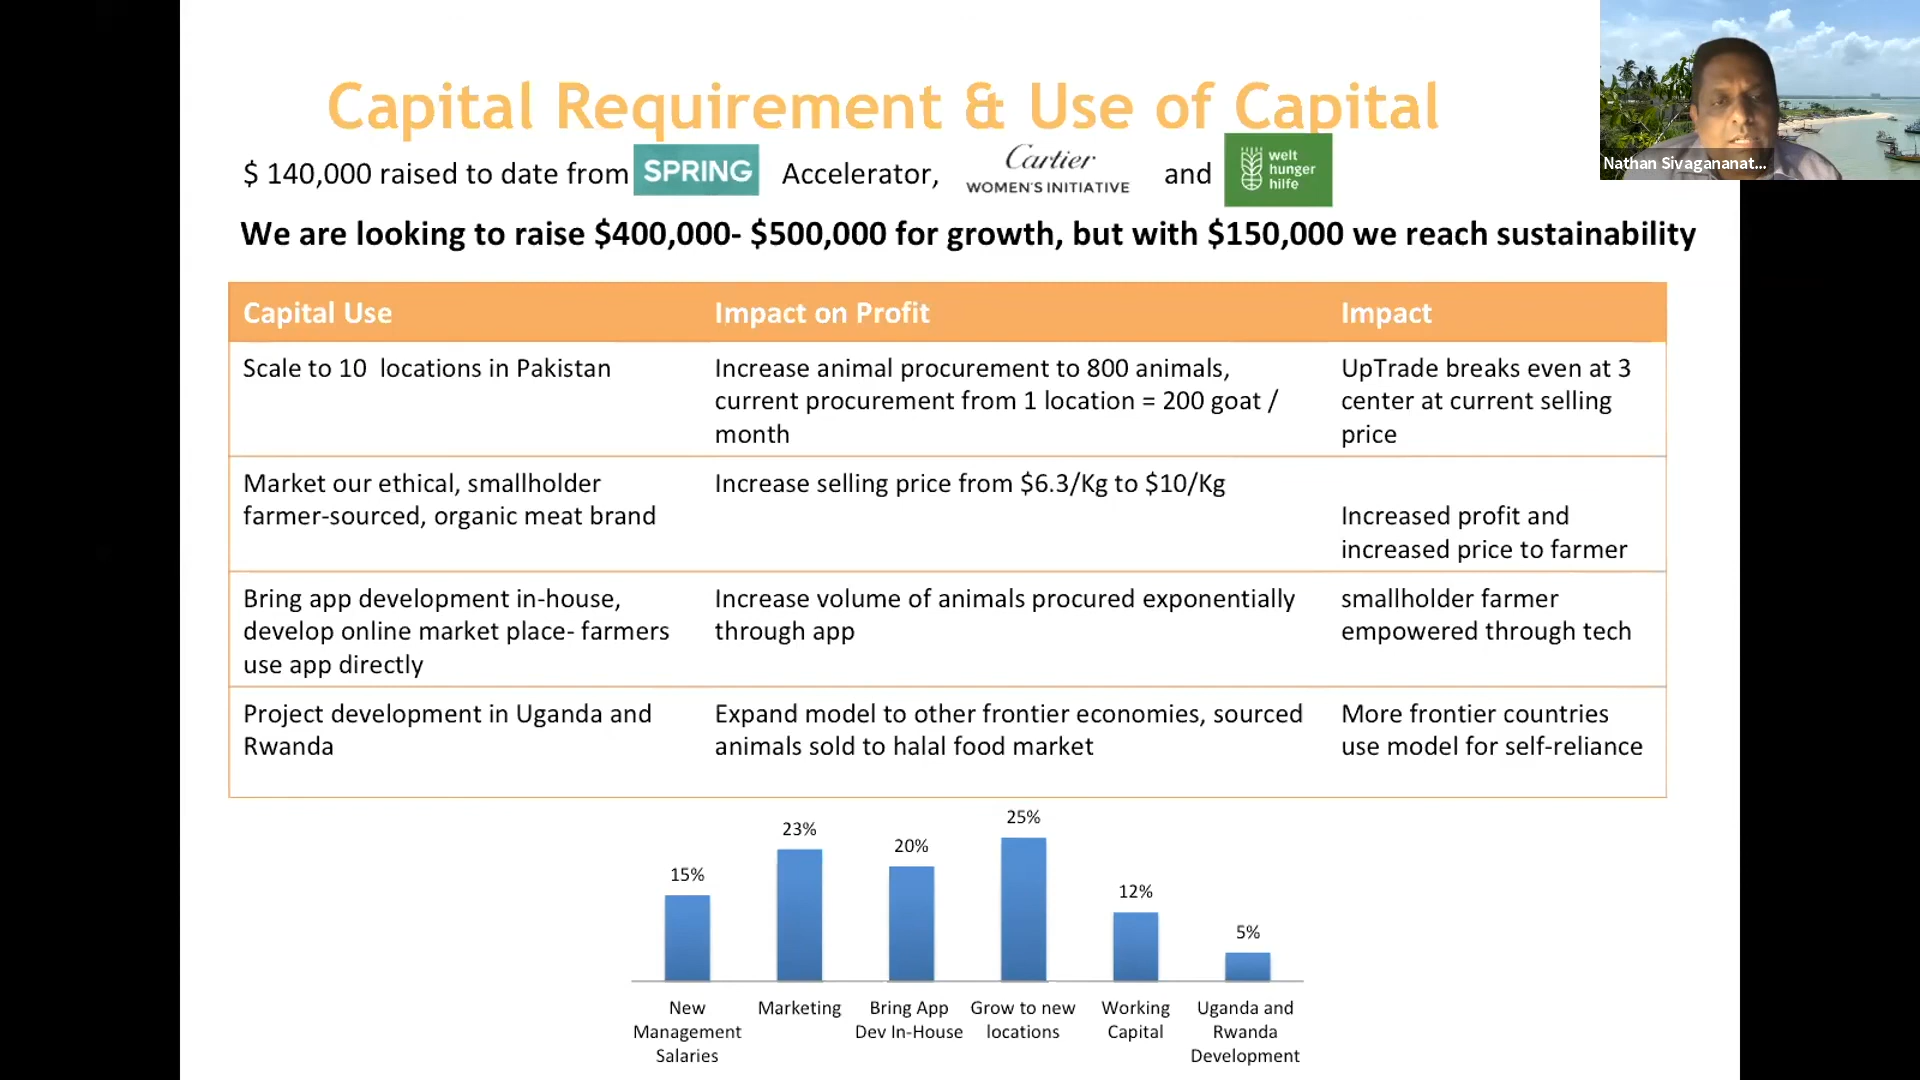 Capital Requirement & Use of Capital
$ 140,000 raised to date from SPRING Accelerator, Cartier WOMEN'S INITIATIVE and welt hunger hilfe
Nathan Sivagananat...
We are looking to raise $400,000- $500,000 for growth, but with $150,000 we reach sustainability
Capital Use Impact on Profit Impact
Scale to 10 locations in Pakistan
Increase animal procurement to 800 animals,
current procurement from 1 location = 200 goat /
month
UpTrade breaks even at 3
center at current selling
price
Market our ethical, smallholder
farmer-sourced, organic meat brand
Increase selling price from $6.3/Kg to $10/Kg
Increased profit and
increased price to farmer
Bring app development in-house,
develop online market place- farmers
use app directly
Increase volume of animals procured exponentially
through app
smallholder farmer
empowered through tech
Project development in Uganda and
Rwanda
Expand model to other frontier economies, sourced
animals sold to halal food market
More frontier countries
use model for self-reliance
15%
23%
20%
25%
12%
5%
New
Management
Salaries
Marketing
Bring App
Dev In-House
Grow to new
locations
Working
Capital
Uganda and
Rwanda
Development